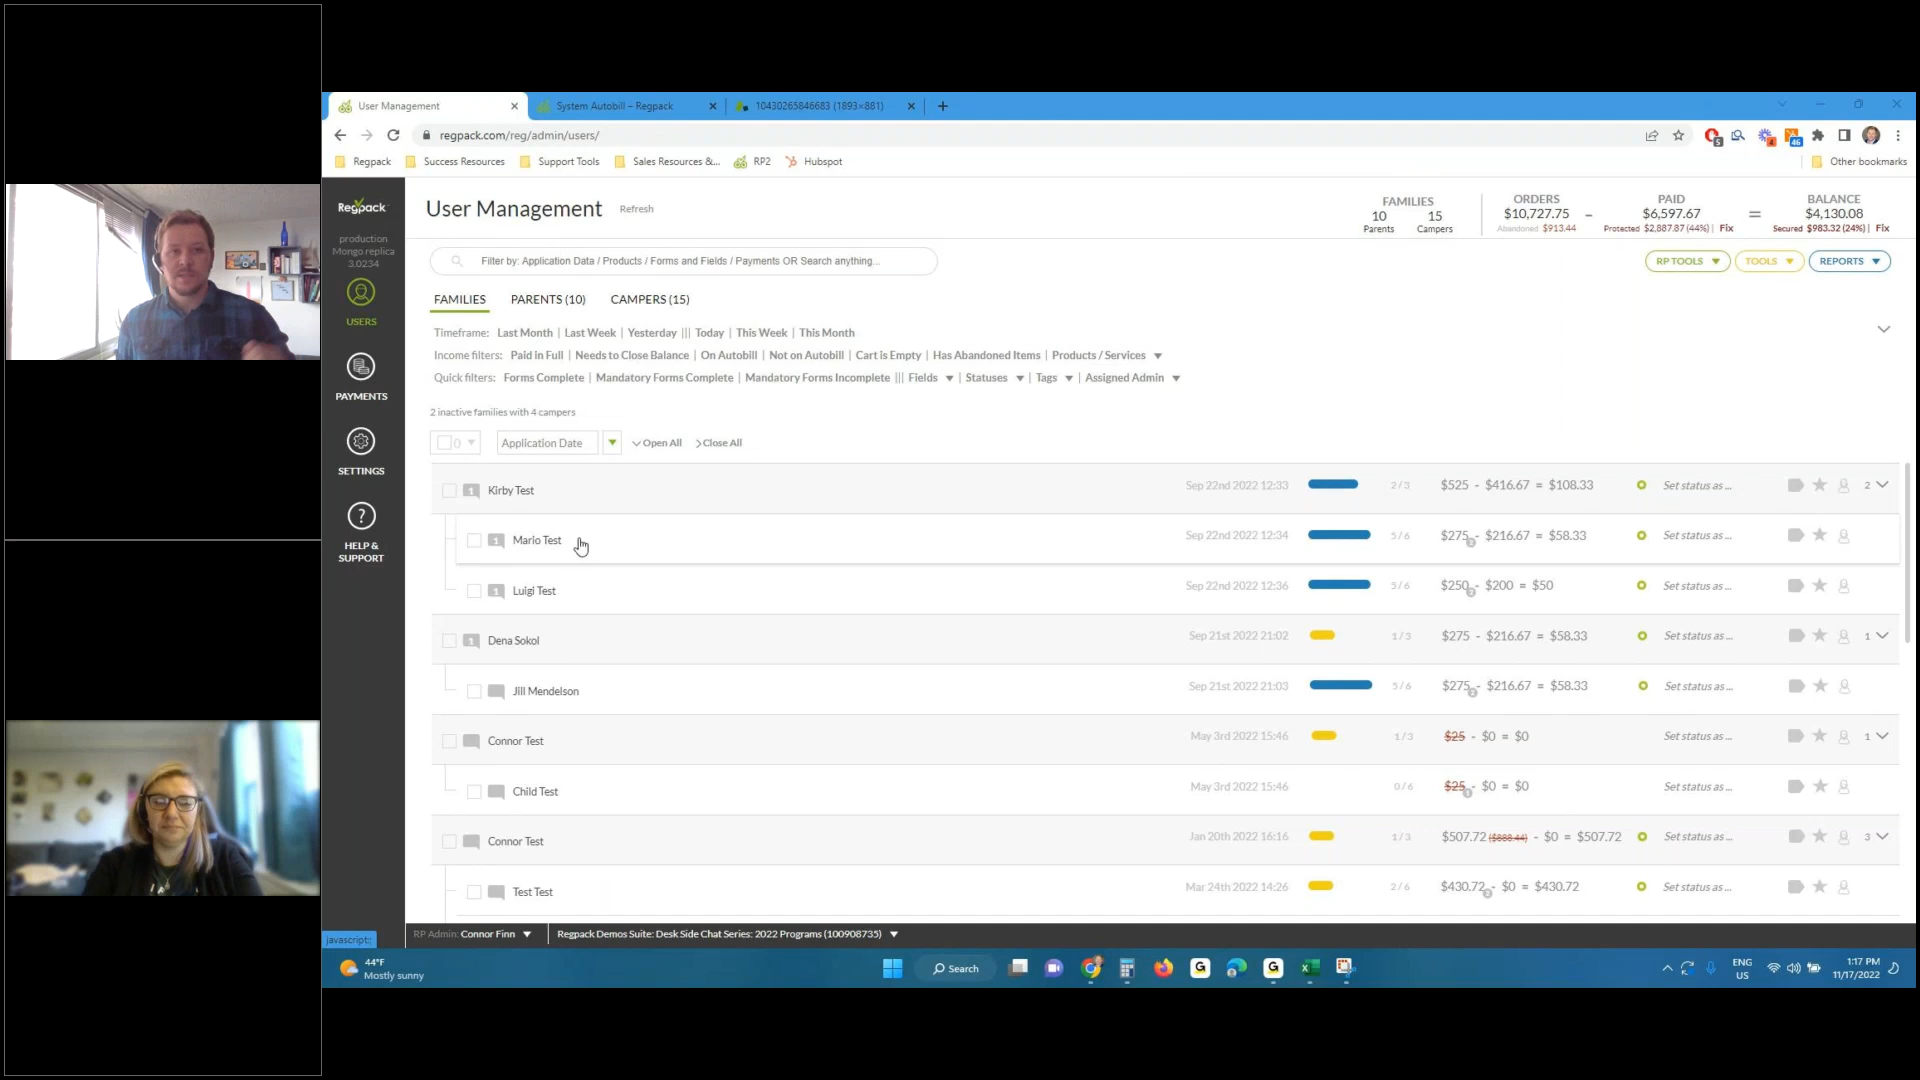 User Management
System Autobill – Regpack
10430265846683 (1893×881)
regpack.com/reg/admin/users/
5
4
46
Regpack
Success Resources
Support Tools
Sales Resources &...
RP2
Hubspot
Other bookmarks
Regpack
production
Mongo replica
3.0234
USERS
PAYMENTS
SETTINGS
HELP &
SUPPORT
User Management Refresh
FAMILIES
10 15
Parents Campers
ORDERS
$10,727.75
Abandoned $913.44
-
PAID
$6,597.67
Protected $2,887.87 (44%) | Fix
=
BALANCE
$4,130.08
Secured $983.32 (24%) | Fix
Filter by: Application Data / Products / Forms and Fields / Payments OR Search anything...
RP TOOLS
TOOLS
REPORTS
FAMILIES PARENTS (10) CAMPERS (15)
Timeframe: Last Month | Last Week | Yesterday ||| Today | This Week | This Month
Income filters: Paid in Full | Needs to Close Balance | On Autobill | Not on Autobill | Cart is Empty | Has Abandoned Items | Products / Services
Quick filters: Forms Complete | Mandatory Forms Complete | Mandatory Forms Incomplete ||| Fields | Statuses | Tags | Assigned Admin
2 inactive families with 4 campers
0 Application Date Open All Close All
1 Kirby Test Sep 22nd 2022 12:33 2/3 $525 - $416.67 = $108.33 Set status as ... 2
1 Mario Test Sep 22nd 2022 12:34 5/6 $275 2 - $216.67 = $58.33 Set status as ...
1 Luigi Test Sep 22nd 2022 12:36 5/6 $250 2 - $200 = $50 Set status as ...
1 Dena Sokol Sep 21st 2022 21:02 1/3 $275 - $216.67 = $58.33 Set status as ... 1
Jill Mendelson Sep 21st 2022 21:03 5/6 $275 2 - $216.67 = $58.33 Set status as ...
Connor Test May 3rd 2022 15:46 1/3 $25 - $0 = $0 Set status as ... 1
Child Test May 3rd 2022 15:46 0/6 $25 1 - $0 = $0 Set status as ...
Connor Test Jan 20th 2022 16:16 1/3 $507.72 ($888.44) - $0 = $507.72 Set status as ... 3
Test Test Mar 24th 2022 14:26 2/6 $430.72 2 - $0 = $430.72 Set status as ...
javascript:;
RP Admin: Connor Finn
Regpack Demos Suite: Desk Side Chat Series: 2022 Programs (100908735)
44°F
Mostly sunny
Search
ENG
US
1:17 PM
11/17/2022